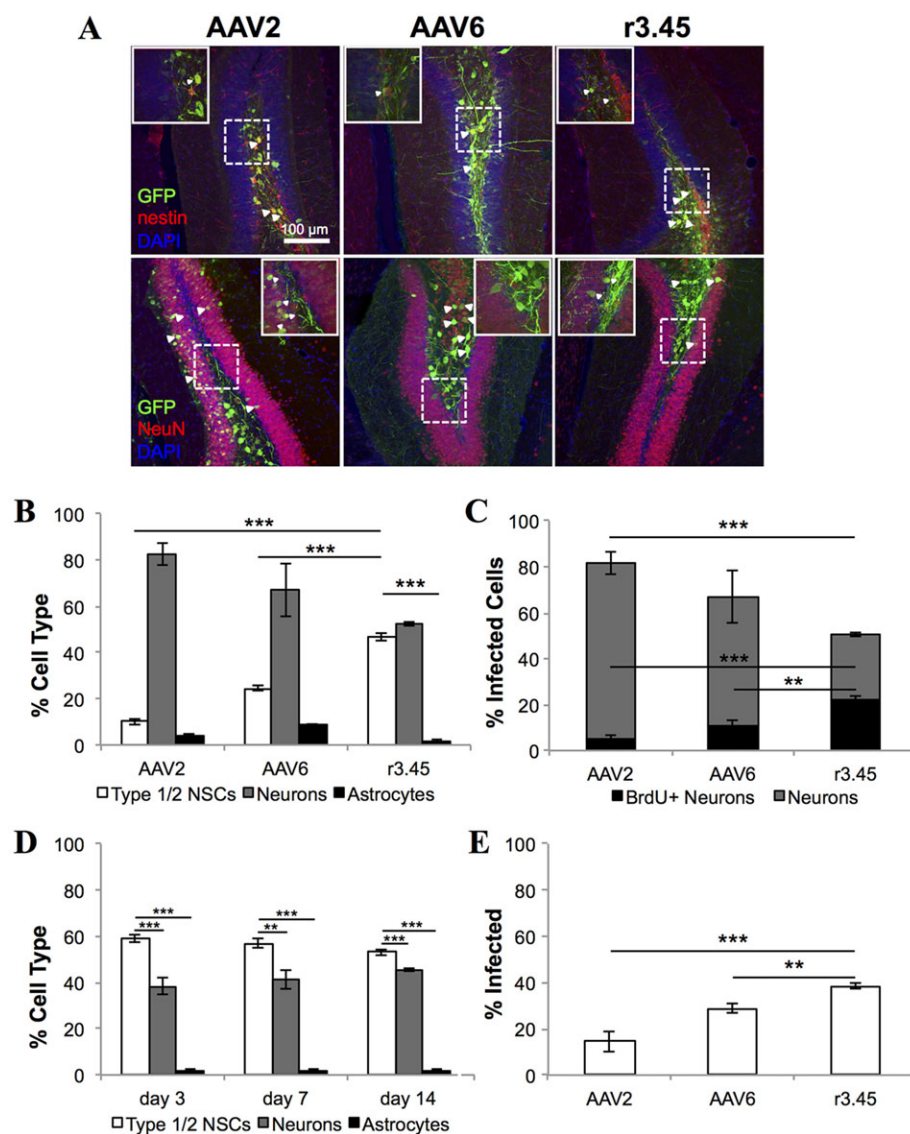 A
AAV2 AAV6 r3.45
GFP
nestin
DAPI
100 µm
GFP
NeuN
DAPI
B
% Cell Type
100
80
60
40
20
0
***
***
***
AAV2 AAV6 r3.45
Type 1/2 NSCs Neurons Astrocytes
C
% Infected Cells
100
80
60
40
20
0
***
***
**
AAV2 AAV6 r3.45
BrdU+ Neurons Neurons
D
% Cell Type
100
80
60
40
20
0
*** *** ***
*** ** ***
day 3 day 7 day 14
Type 1/2 NSCs Neurons Astrocytes
E
% Infected
100
80
60
40
20
0
***
**
AAV2 AAV6 r3.45